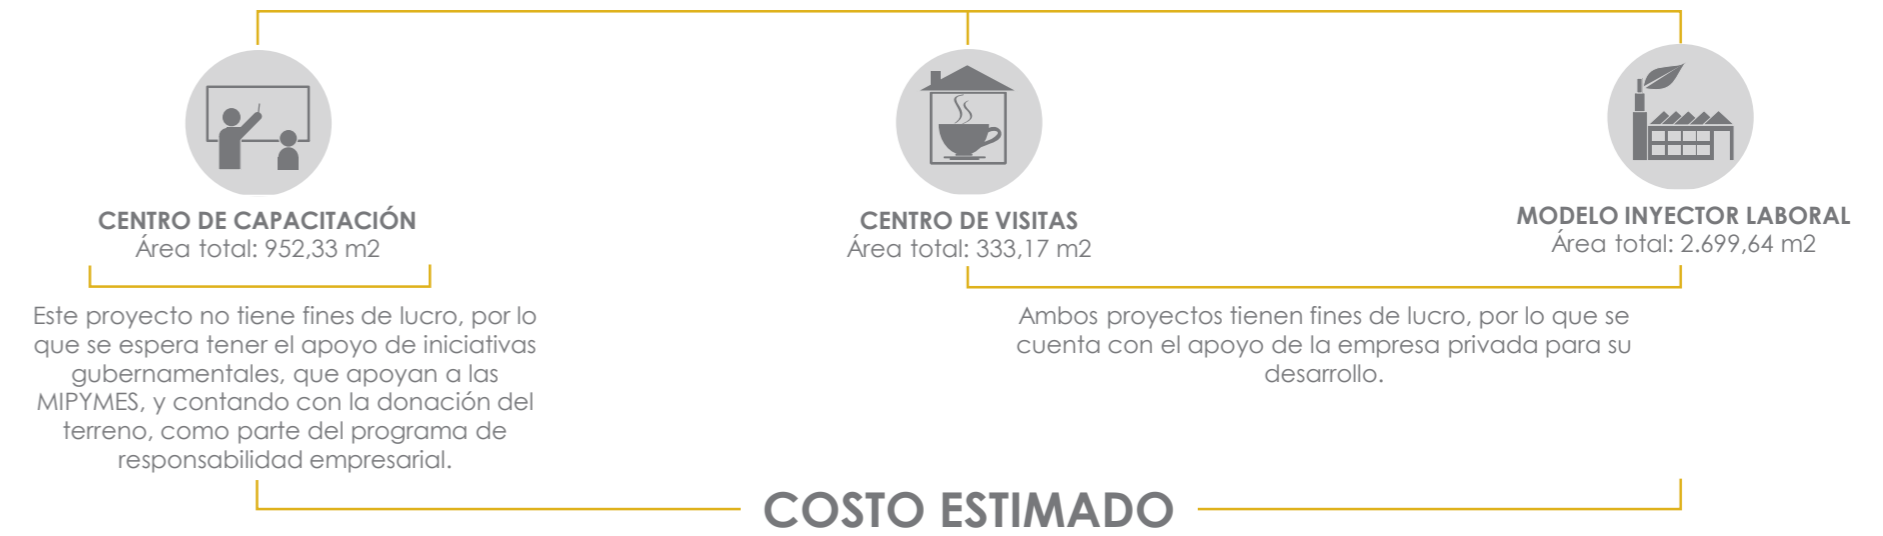 CENTRO DE CAPACITACIÓN
Área total: 952,33 m2
Este proyecto no tiene fines de lucro, por lo
que se espera tener el apoyo de iniciativas
gubernamentales, que apoyan a las
MIPYMES, y contando con la donación del
terreno, como parte del programa de
responsabilidad empresarial.
CENTRO DE VISITAS
Área total: 333,17 m2
MODELO INYECTOR LABORAL
Área total: 2.699,64 m2
Ambos proyectos tienen fines de lucro, por lo que se
cuenta con el apoyo de la empresa privada para su
desarrollo.
COSTO ESTIMADO